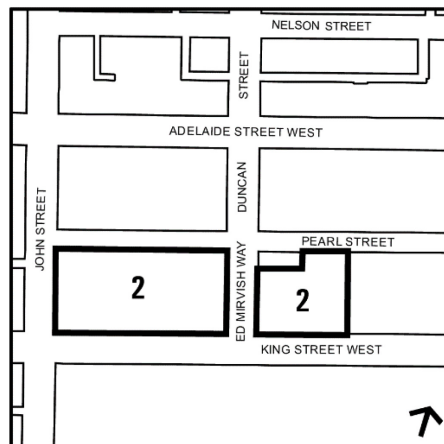 NELSON STREET
STREET
ADELAIDE STREET WEST
DUNCAN
JOHN STREET
PEARL STREET
2
ED MIRVISH WAY
2
KING STREET WEST